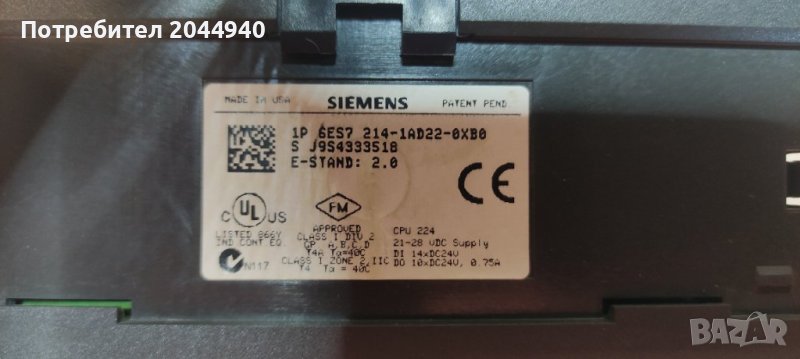 Потребител 2044940
MADE IN USA SIEMENS PATENT PEND
1P 6ES7 214-1AD22-0XB0
S J9S4333518
E-STAND: 2.0
CE
C UL US
LISTED 866Y
IND CONT EQ.
N117
FM
APPROVED
CLASS I DIV 2
GP A,B,C,D
T4A Ta=40C
CLASS I ZONE 2,IIC
T4 Ta = 40C
CPU 224
21-28 VDC Supply
DI 14xDC24V
DO 10xDC24V, 0.75A
БАЗАР